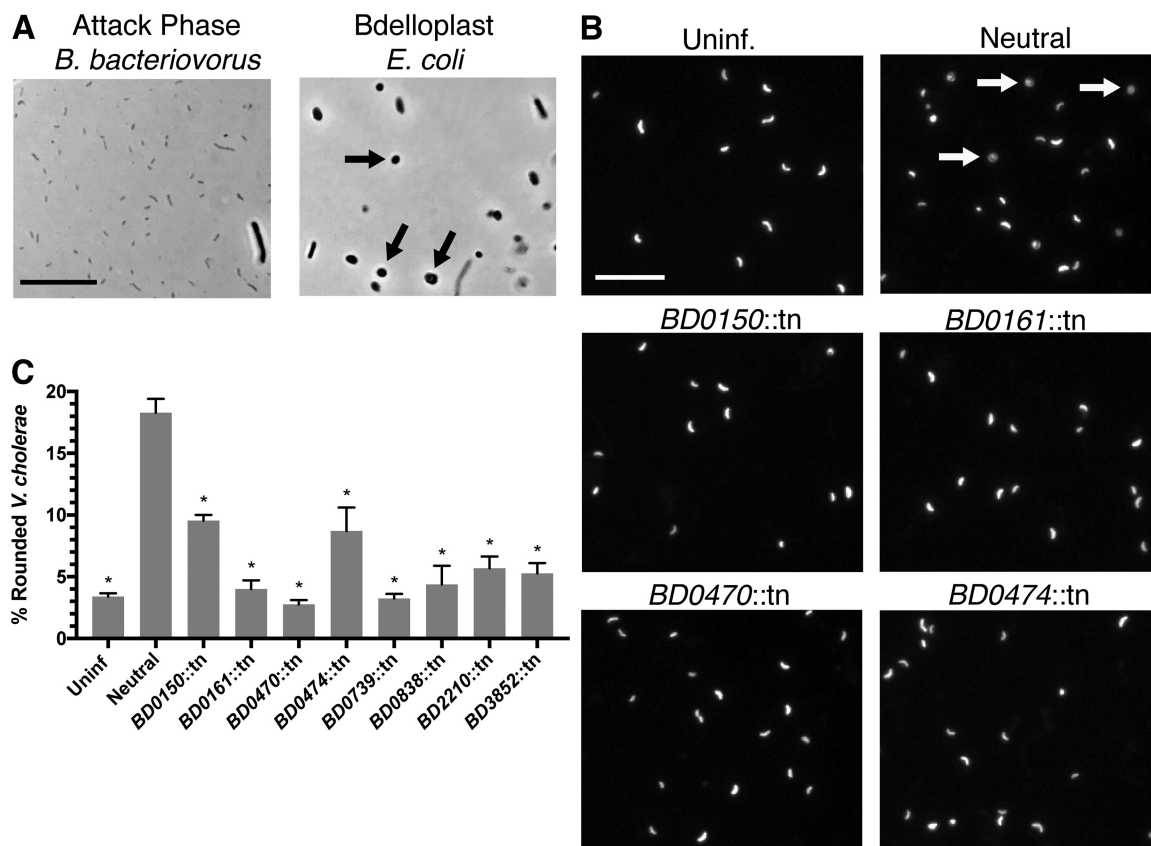 A
Attack Phase
B. bacteriovorus
Bdelloplast
E. coli
B
Uninf.
Neutral
BD0150::tn
BD0161::tn
BD0470::tn
BD0474::tn
C
% Rounded V. cholerae
20
15
10
5
0
*
*
*
*
*
*
*
*
Uninf
Neutral
BD0150::tn
BD0161::tn
BD0470::tn
BD0474::tn
BD0739::tn
BD0838::tn
BD2210::tn
BD3852::tn